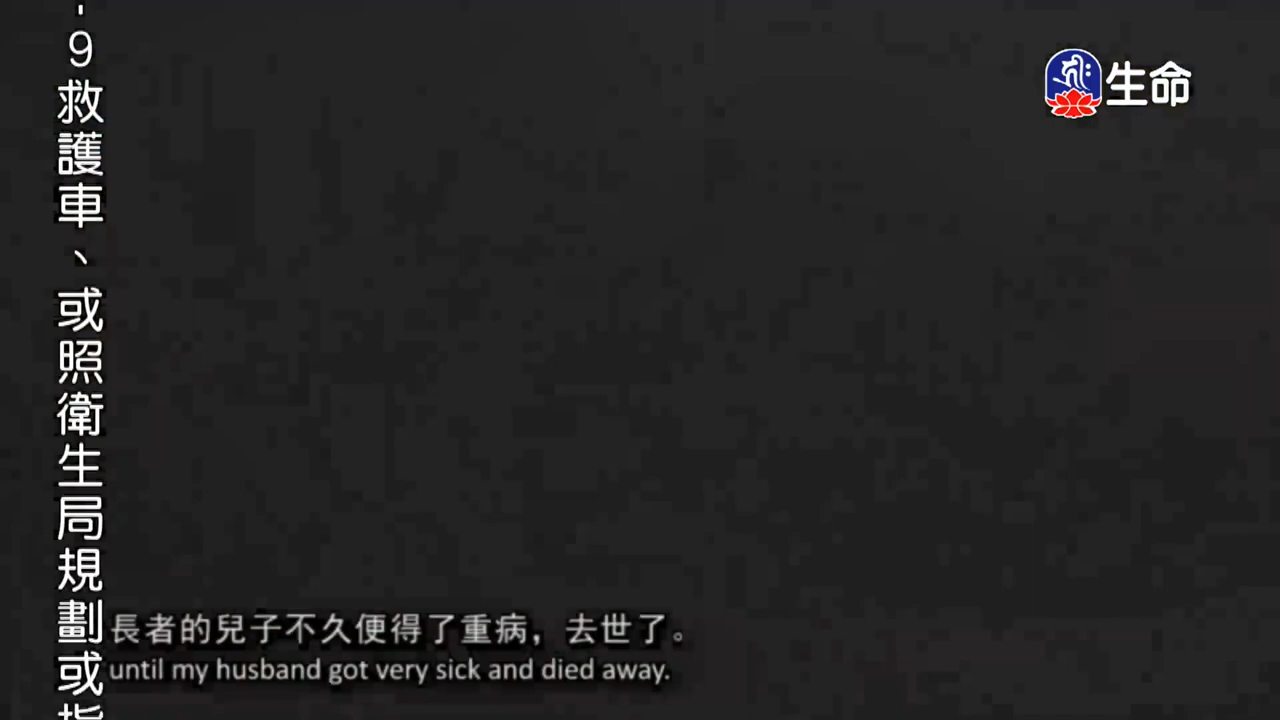 9救護車、或照衛生局規劃或
生命
長者的兒子不久便得了重病，去世了。
until my husband got very sick and died away.